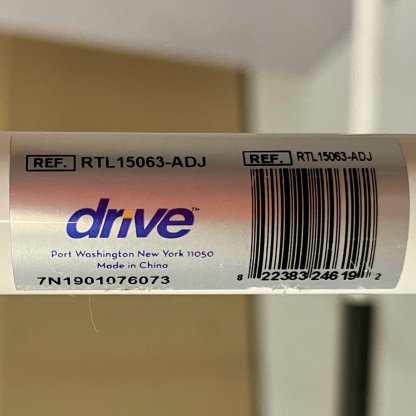 REF. RTL15063-ADJ
drive™
Port Washington New York 11050
Made in China
7N1901076073
REF. RTL15063-ADJ
8 22383 24619 2